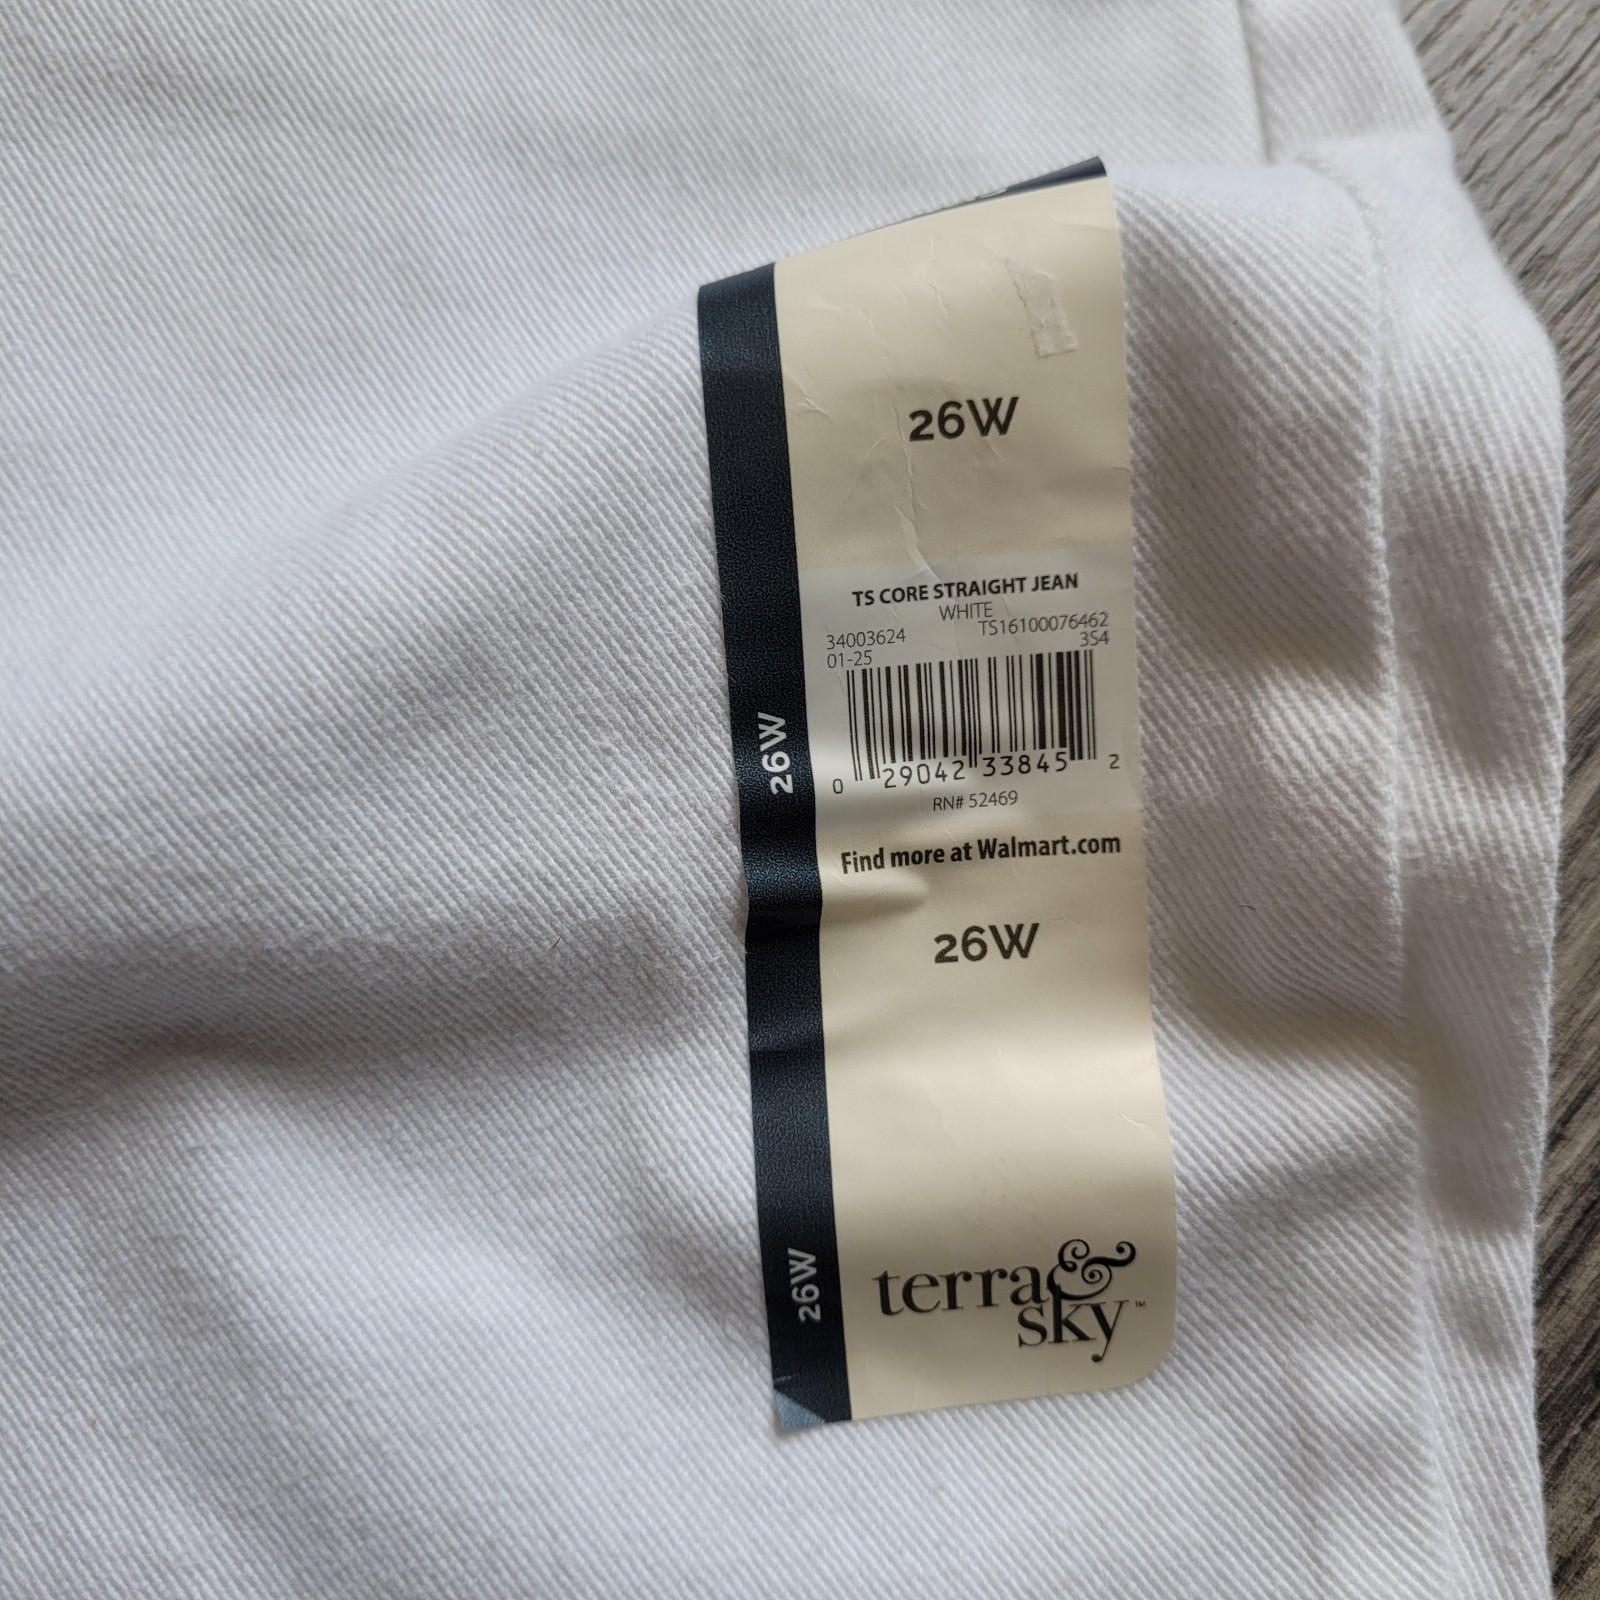 26W
TS CORE STRAIGHT JEAN
WHITE
34003624 TS16100076462
01-25 3S4
0 29042 33845 2
RN# 52469
Find more at Walmart.com
26W
26W
26W
terra &
sky™